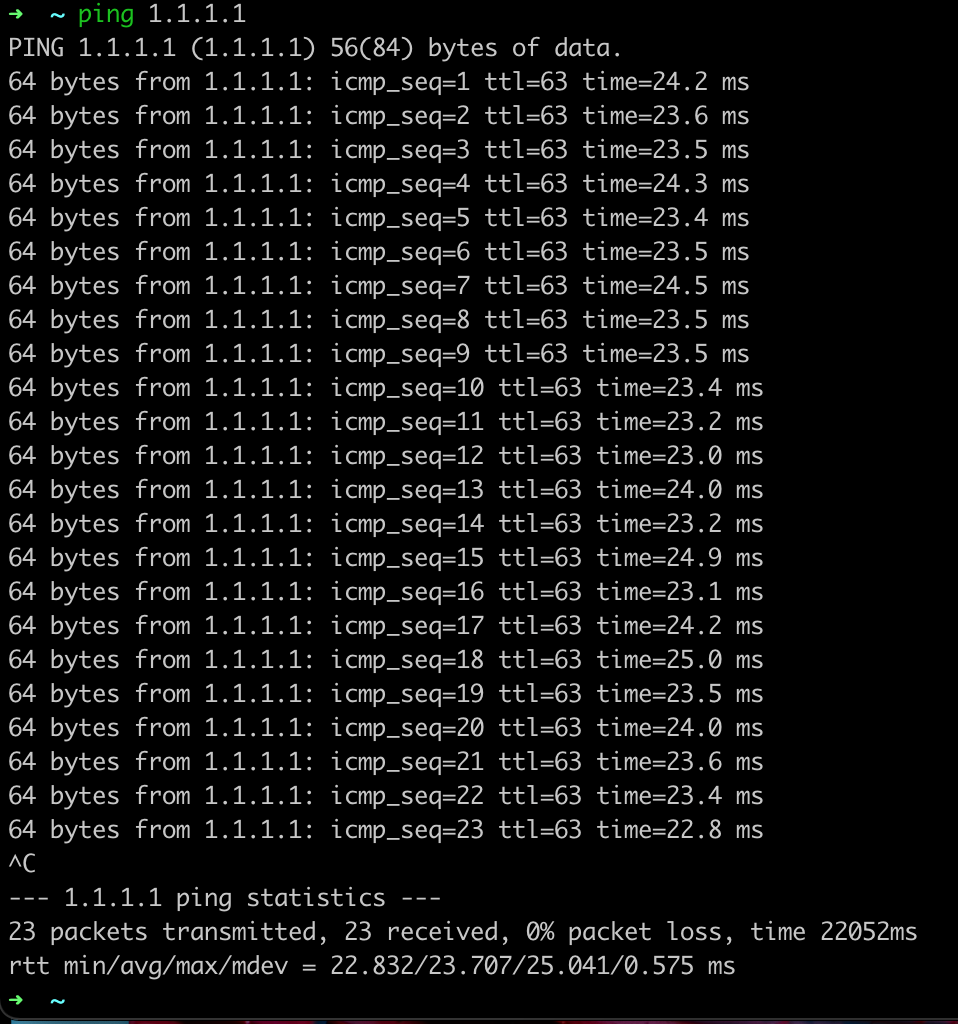 ➜  ~ ping 1.1.1.1
PING 1.1.1.1 (1.1.1.1) 56(84) bytes of data.
64 bytes from 1.1.1.1: icmp_seq=1 ttl=63 time=24.2 ms
64 bytes from 1.1.1.1: icmp_seq=2 ttl=63 time=23.6 ms
64 bytes from 1.1.1.1: icmp_seq=3 ttl=63 time=23.5 ms
64 bytes from 1.1.1.1: icmp_seq=4 ttl=63 time=24.3 ms
64 bytes from 1.1.1.1: icmp_seq=5 ttl=63 time=23.4 ms
64 bytes from 1.1.1.1: icmp_seq=6 ttl=63 time=23.5 ms
64 bytes from 1.1.1.1: icmp_seq=7 ttl=63 time=24.5 ms
64 bytes from 1.1.1.1: icmp_seq=8 ttl=63 time=23.5 ms
64 bytes from 1.1.1.1: icmp_seq=9 ttl=63 time=23.5 ms
64 bytes from 1.1.1.1: icmp_seq=10 ttl=63 time=23.4 ms
64 bytes from 1.1.1.1: icmp_seq=11 ttl=63 time=23.2 ms
64 bytes from 1.1.1.1: icmp_seq=12 ttl=63 time=23.0 ms
64 bytes from 1.1.1.1: icmp_seq=13 ttl=63 time=24.0 ms
64 bytes from 1.1.1.1: icmp_seq=14 ttl=63 time=23.2 ms
64 bytes from 1.1.1.1: icmp_seq=15 ttl=63 time=24.9 ms
64 bytes from 1.1.1.1: icmp_seq=16 ttl=63 time=23.1 ms
64 bytes from 1.1.1.1: icmp_seq=17 ttl=63 time=24.2 ms
64 bytes from 1.1.1.1: icmp_seq=18 ttl=63 time=25.0 ms
64 bytes from 1.1.1.1: icmp_seq=19 ttl=63 time=23.5 ms
64 bytes from 1.1.1.1: icmp_seq=20 ttl=63 time=24.0 ms
64 bytes from 1.1.1.1: icmp_seq=21 ttl=63 time=23.6 ms
64 bytes from 1.1.1.1: icmp_seq=22 ttl=63 time=23.4 ms
64 bytes from 1.1.1.1: icmp_seq=23 ttl=63 time=22.8 ms
^C
--- 1.1.1.1 ping statistics ---
23 packets transmitted, 23 received, 0% packet loss, time 22052ms
rtt min/avg/max/mdev = 22.832/23.707/25.041/0.575 ms
➜  ~